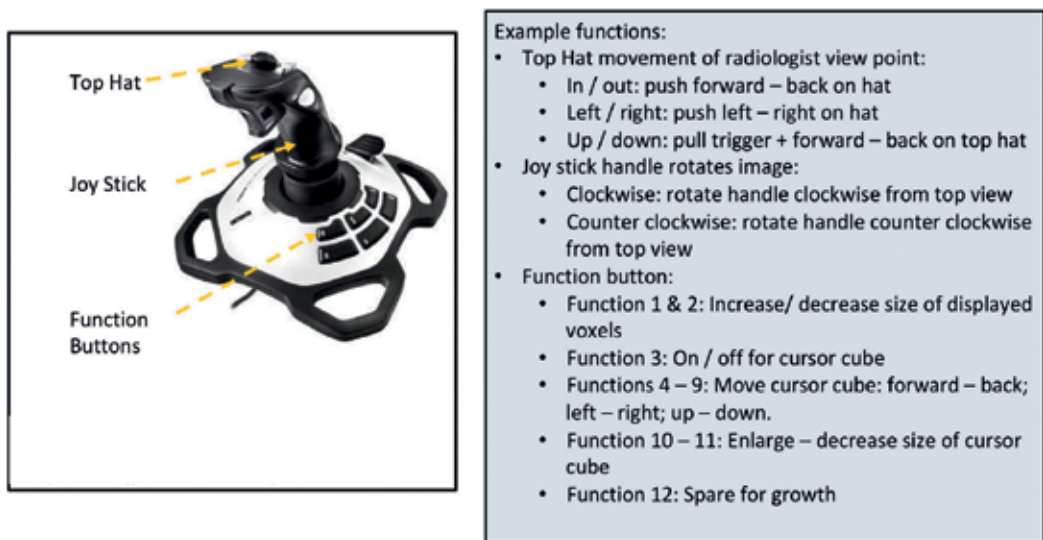 Top Hat
Joy Stick
Function
Buttons
Example functions:
• Top Hat movement of radiologist view point:
• In / out: push forward – back on hat
• Left / right: push left – right on hat
• Up / down: pull trigger + forward – back on top hat
• Joy stick handle rotates image:
• Clockwise: rotate handle clockwise from top view
• Counter clockwise: rotate handle counter clockwise
from top view
• Function button:
• Function 1 & 2: Increase/ decrease size of displayed
voxels
• Function 3: On / off for cursor cube
• Functions 4 – 9: Move cursor cube: forward – back;
left – right; up – down.
• Function 10 – 11: Enlarge – decrease size of cursor
cube
• Function 12: Spare for growth